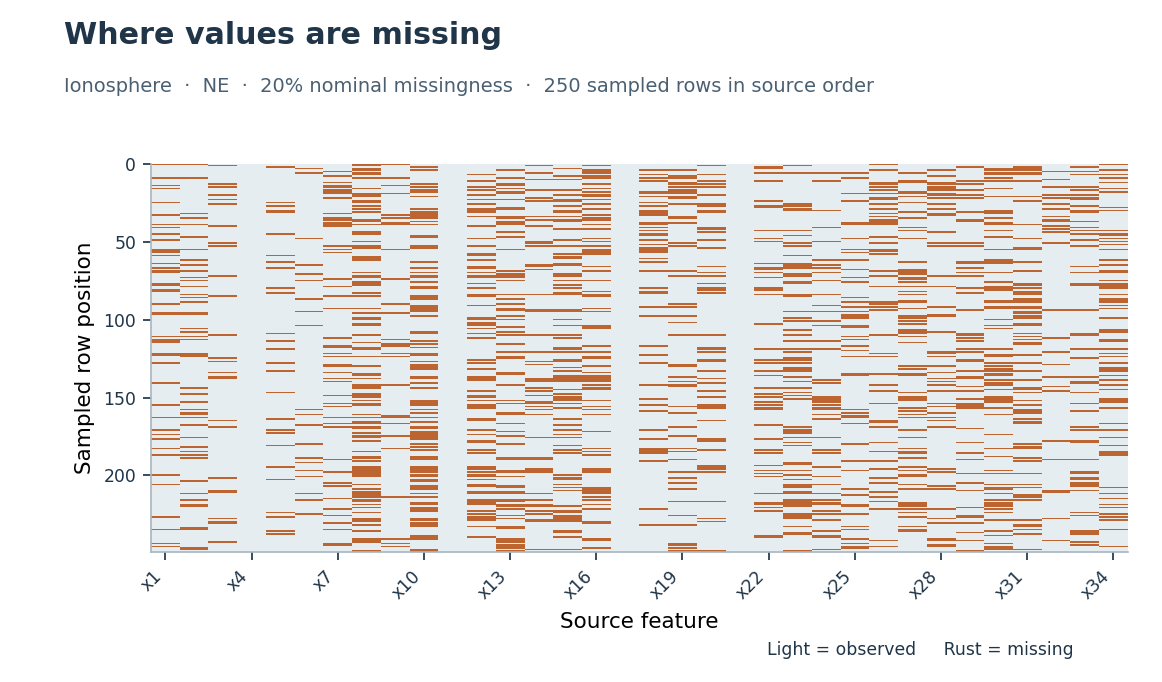 Where values are missing
Ionosphere · NE · 20% nominal missingness · 250 sampled rows in source order
0
50
100
150
200
Sampled row position
x1 x4 x7 x10 x13 x16 x19 x22 x25 x28 x31 x34
Source feature
Light = observed Rust = missing